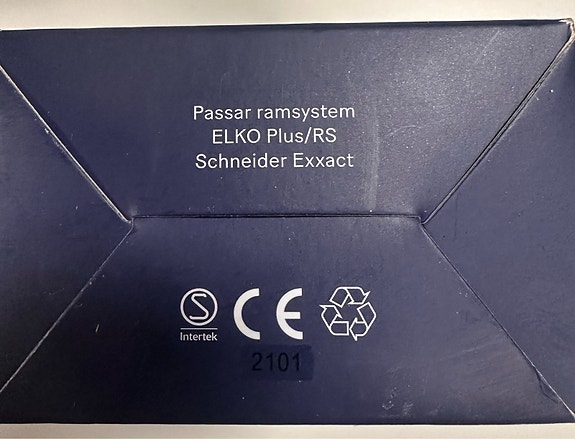 Passar ramsystem
ELKO Plus/RS
Schneider Exxact
S
Intertek
CE
2101